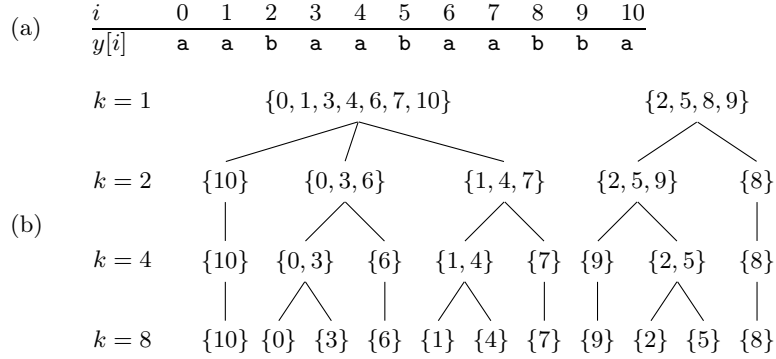 (a)
i 0 1 2 3 4 5 6 7 8 9 10
y[i] a a b a a b a a b b a
k = 1 {0, 1, 3, 4, 6, 7, 10} {2, 5, 8, 9}
k = 2 {10} {0, 3, 6} {1, 4, 7} {2, 5, 9} {8}
(b)
k = 4 {10} {0, 3} {6} {1, 4} {7} {9} {2, 5} {8}
k = 8 {10} {0} {3} {6} {1} {4} {7} {9} {2} {5} {8}